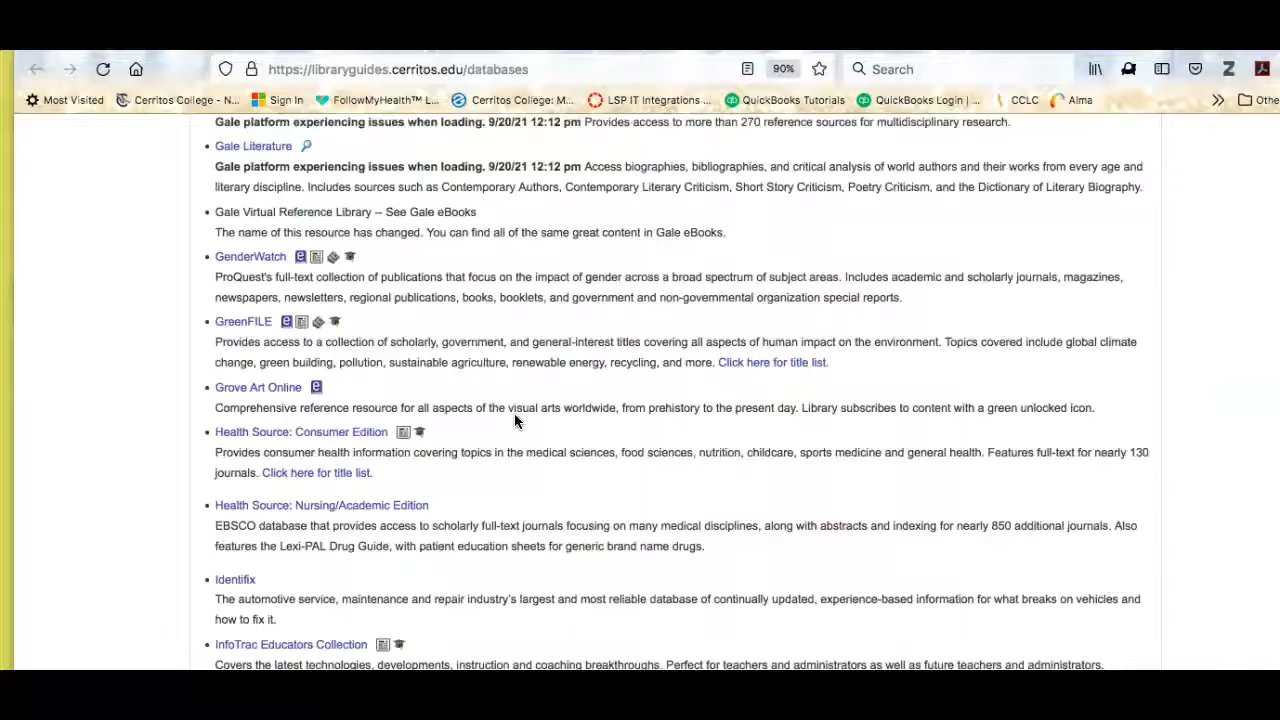 https://libraryguides.cerritos.edu/databases
90%
Search
Most Visited
Cerritos College - N...
Sign In
FollowMyHealth™ L...
Cerritos College: M...
LSP IT Integrations ...
QuickBooks Tutorials
QuickBooks Login | ...
CCLC
Alma
Othe
Gale platform experiencing issues when loading. 9/20/21 12:12 pm Provides access to more than 270 reference sources for multidisciplinary research.
Gale Literature
Gale platform experiencing issues when loading. 9/20/21 12:12 pm Access biographies, bibliographies, and critical analysis of world authors and their works from every age and
literary discipline. Includes sources such as Contemporary Authors, Contemporary Literary Criticism, Short Story Criticism, Poetry Criticism, and the Dictionary of Literary Biography.
Gale Virtual Reference Library -- See Gale eBooks
The name of this resource has changed. You can find all of the same great content in Gale eBooks.
GenderWatch
ProQuest's full-text collection of publications that focus on the impact of gender across a broad spectrum of subject areas. Includes academic and scholarly journals, magazines,
newspapers, newsletters, regional publications, books, booklets, and government and non-governmental organization special reports.
GreenFILE
Provides access to a collection of scholarly, government, and general-interest titles covering all aspects of human impact on the environment. Topics covered include global climate
change, green building, pollution, sustainable agriculture, renewable energy, recycling, and more. Click here for title list.
Grove Art Online
Comprehensive reference resource for all aspects of the visual arts worldwide, from prehistory to the present day. Library subscribes to content with a green unlocked icon.
Health Source: Consumer Edition
Provides consumer health information covering topics in the medical sciences, food sciences, nutrition, childcare, sports medicine and general health. Features full-text for nearly 130
journals. Click here for title list.
Health Source: Nursing/Academic Edition
EBSCO database that provides access to scholarly full-text journals focusing on many medical disciplines, along with abstracts and indexing for nearly 850 additional journals. Also
features the Lexi-PAL Drug Guide, with patient education sheets for generic brand name drugs.
Identifix
The automotive service, maintenance and repair industry's largest and most reliable database of continually updated, experience-based information for what breaks on vehicles and
how to fix it.
InfoTrac Educators Collection
Covers the latest technologies, developments, instruction and coaching breakthroughs. Perfect for teachers and administrators as well as future teachers and administrators.